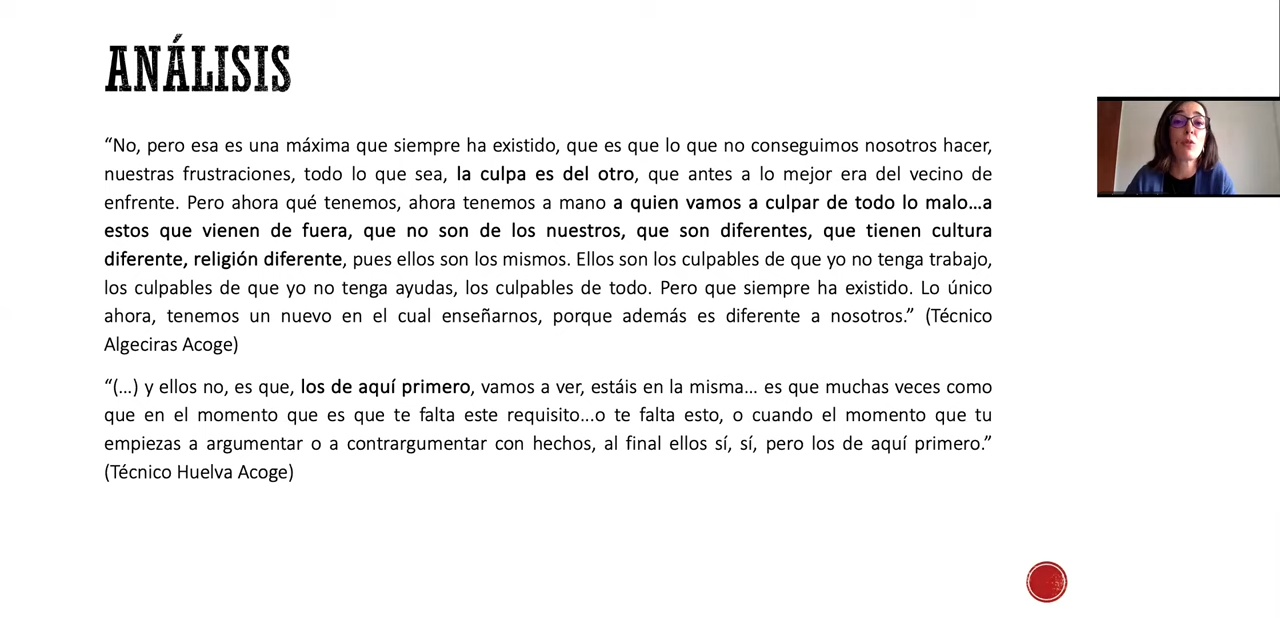 ANÁLISIS
“No, pero esa es una máxima que siempre ha existido, que es que lo que no conseguimos nosotros hacer,
nuestras frustraciones, todo lo que sea, la culpa es del otro, que antes a lo mejor era del vecino de
enfrente. Pero ahora qué tenemos, ahora tenemos a mano a quien vamos a culpar de todo lo malo…a
estos que vienen de fuera, que no son de los nuestros, que son diferentes, que tienen cultura
diferente, religión diferente, pues ellos son los mismos. Ellos son los culpables de que yo no tenga trabajo,
los culpables de que yo no tenga ayudas, los culpables de todo. Pero que siempre ha existido. Lo único
ahora, tenemos un nuevo en el cual enseñarnos, porque además es diferente a nosotros.” (Técnico
Algeciras Acoge)
“(…) y ellos no, es que, los de aquí primero, vamos a ver, estáis en la misma… es que muchas veces como
que en el momento que es que te falta este requisito...o te falta esto, o cuando el momento que tu
empiezas a argumentar o a contrargumentar con hechos, al final ellos sí, sí, pero los de aquí primero.”
(Técnico Huelva Acoge)